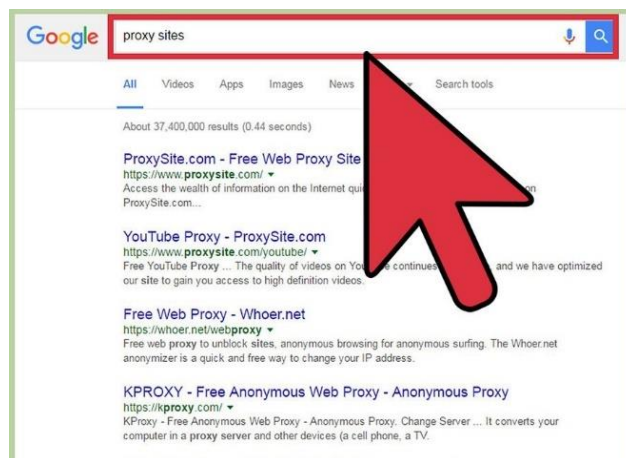 Google proxy sites
All Videos Apps Images News Search tools
About 37,400,000 results (0.44 seconds)
ProxySite.com - Free Web Proxy Site
https://www.proxysite.com/
Access the wealth of information on the Internet on
ProxySite.com...
YouTube Proxy - ProxySite.com
https://www.proxysite.com/youtube/
Free YouTube Proxy ... The quality of videos on continues and we have optimized
our site to gain you access to high definition videos.
Free Web Proxy - Whoer.net
https://whoer.net/webproxy
Free web proxy to unblock sites, anonymous browsing for anonymous surfing. The Whoer.net
anonymizer is a quick and free way to change your IP address.
KPROXY - Free Anonymous Web Proxy - Anonymous Proxy
https://kproxy.com/
KProxy - Free Anonymous Web Proxy - Anonymous Proxy. Change Server ... It converts your
computer in a proxy server and other devices (a cell phone, a TV.